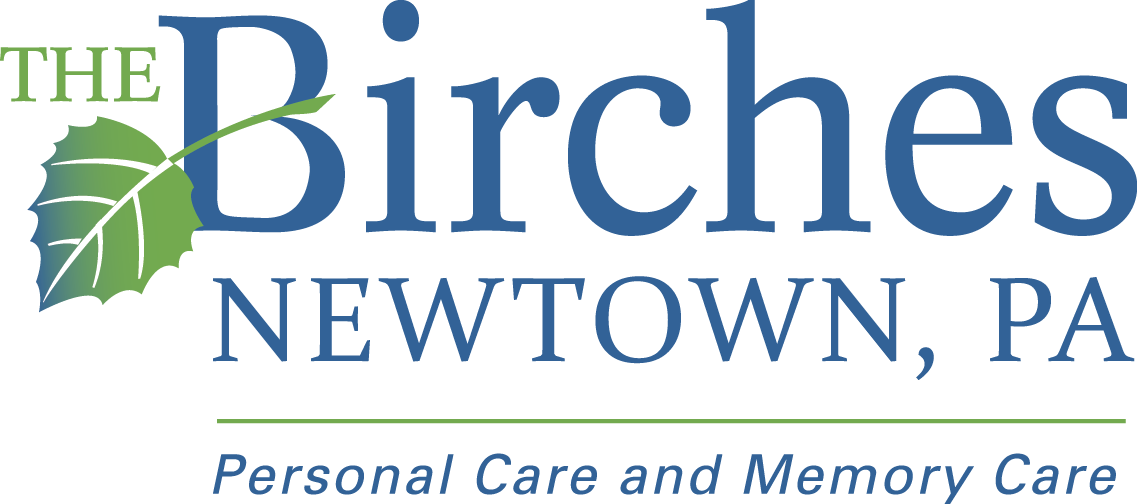 THE
Birches
NEWTOWN, PA
Personal Care and Memory Care